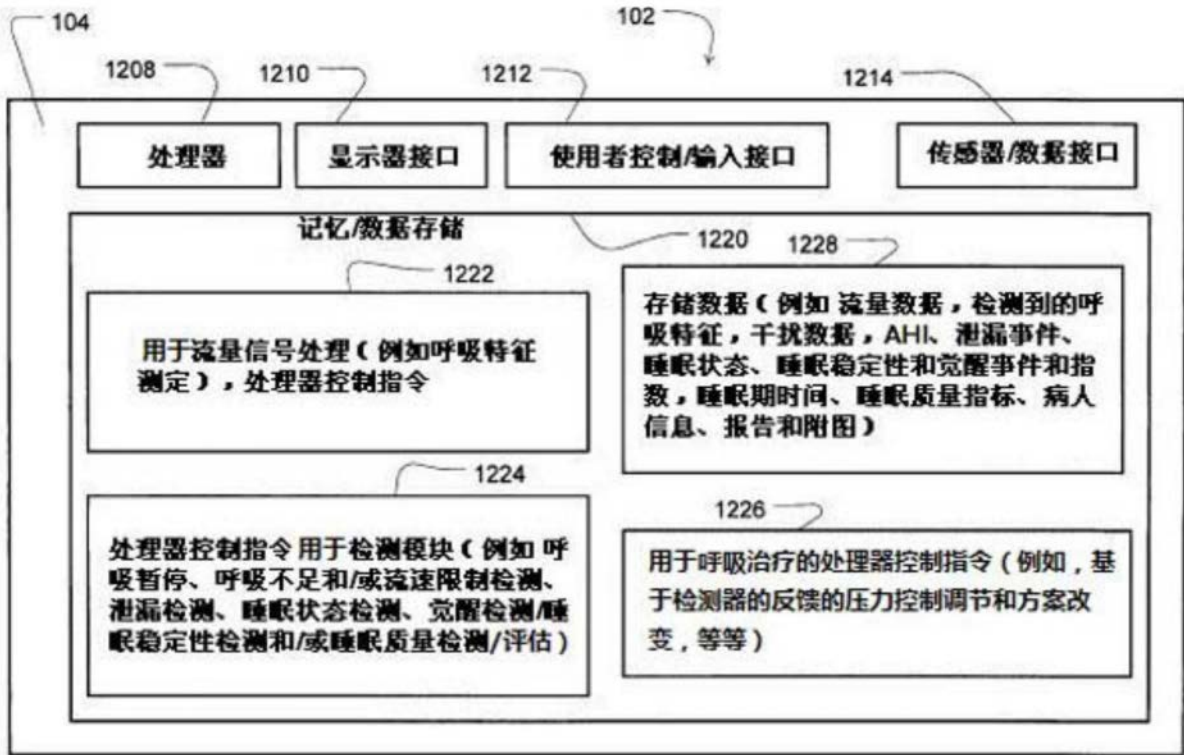 104
102
1208
1210
1212
1214
处理器
显示器接口
使用者控制/输入接口
传感器/数据接口
记忆/数据存储
1220
1222
1228
用于流量信号处理(例如呼吸特征
测定),处理器控制指令
存储数据(例如 流量数据,检测到的呼
吸特征,干扰数据,AHI、泄漏事件、
睡眠状态、睡眠稳定性和觉醒事件和指
数,睡眠期时间、睡眠质量指标、病人
信息、报告和附图)
1224
1226
处理器控制指令 用于检测模块(例如 呼
吸暂停、呼吸不足和/或流速限制检测、
泄漏检测、睡眠状态检测、觉醒检测/睡
眠稳定性检测和/或睡眠质量检测/评估)
用于呼吸治疗的处理器控制指令(例如,基
于检测器的反馈的压力控制调节和方案改
变,等等)